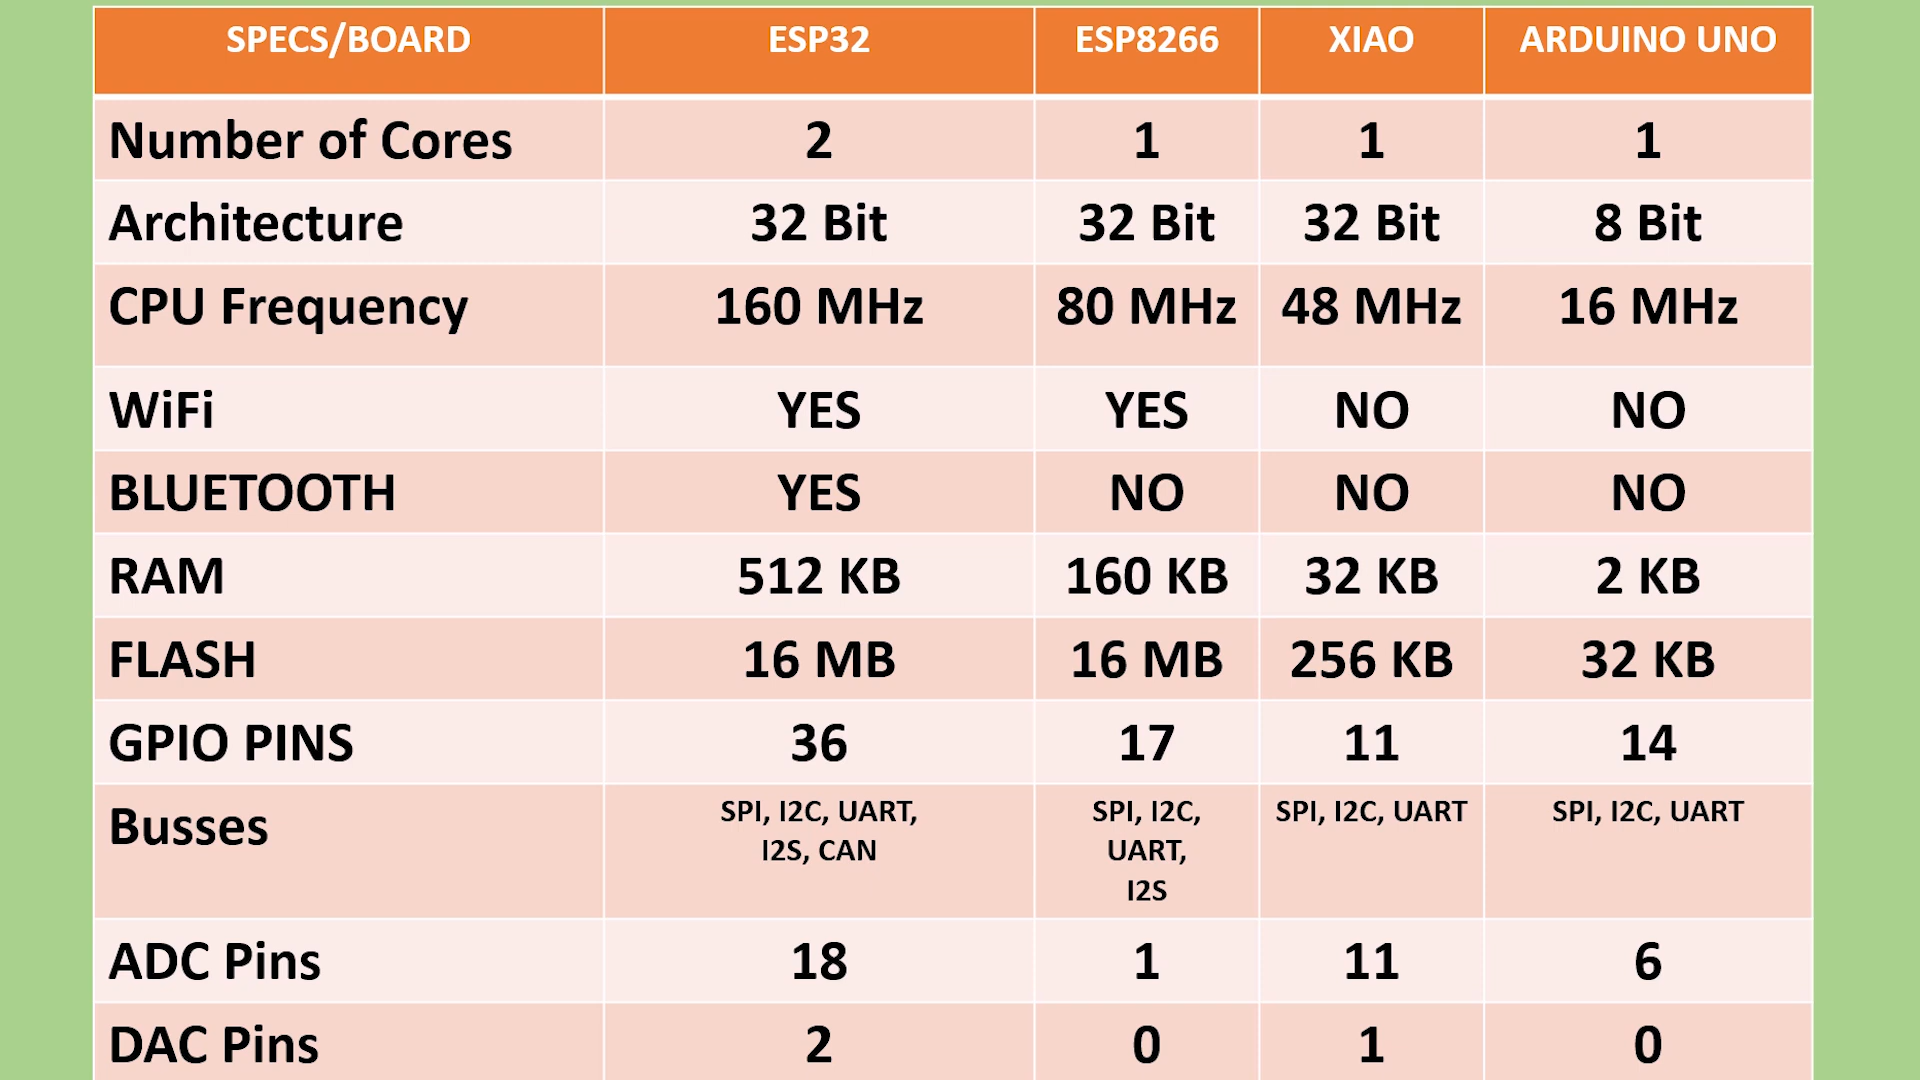 SPECS/BOARD ESP32 ESP8266 XIAO ARDUINO UNO
Number of Cores 2 1 1 1
Architecture 32 Bit 32 Bit 32 Bit 8 Bit
CPU Frequency 160 MHz 80 MHz 48 MHz 16 MHz
WiFi YES YES NO NO
BLUETOOTH YES NO NO NO
RAM 512 KB 160 KB 32 KB 2 KB
FLASH 16 MB 16 MB 256 KB 32 KB
GPIO PINS 36 17 11 14
Busses SPI, I2C, UART, SPI, I2C, SPI, I2C, UART SPI, I2C, UART
I2S, CAN UART,
I2S
ADC Pins 18 1 11 6
DAC Pins 2 0 1 0